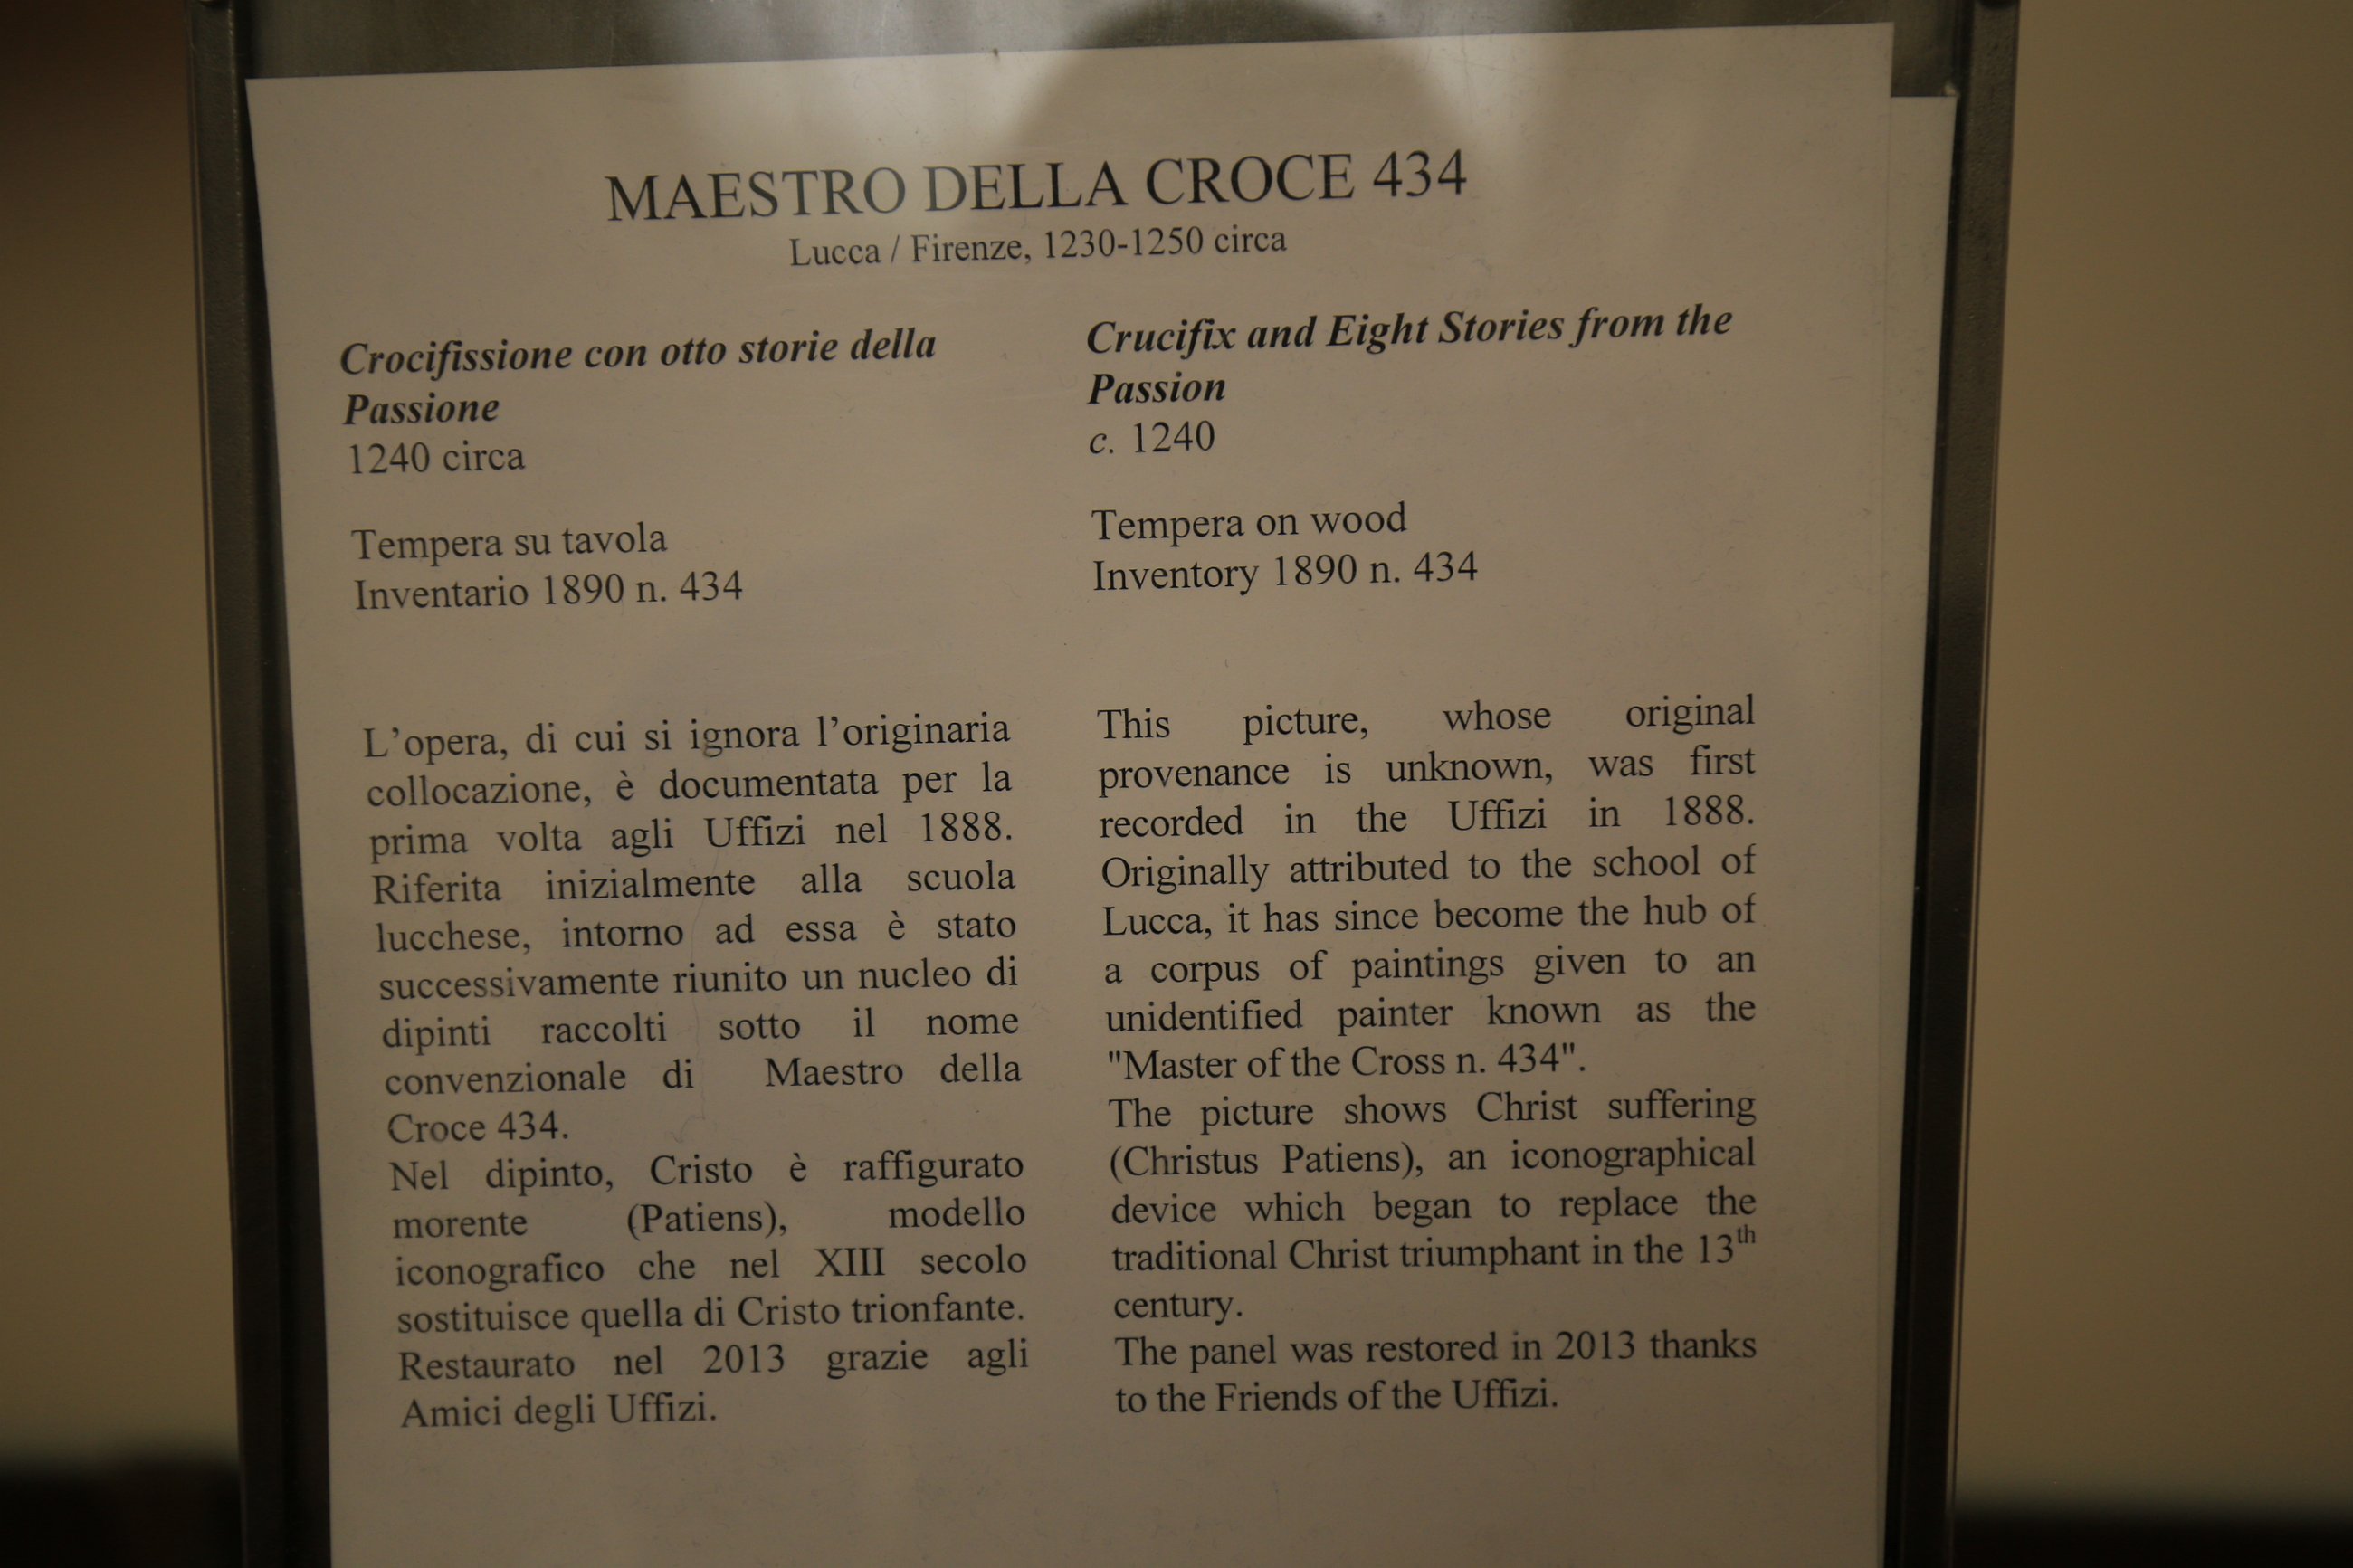 MAESTRO DELLA CROCE 434
Lucca / Firenze, 1230-1250 circa
Crocifissione con otto storie della
Passione
1240 circa
Tempera su tavola
Inventario 1890 n. 434
L’opera, di cui si ignora l’originaria
collocazione, è documentata per la
prima volta agli Uffizi nel 1888.
Riferita inizialmente alla scuola
lucchese, intorno ad essa è stato
successivamente riunito un nucleo di
dipinti raccolti sotto il nome
convenzionale di Maestro della
Croce 434.
Nel dipinto, Cristo è raffigurato
morente (Patiens), modello
iconografico che nel XIII secolo
sostituisce quella di Cristo trionfante.
Restaurato nel 2013 grazie agli
Amici degli Uffizi.
Crucifix and Eight Stories from the
Passion
c. 1240
Tempera on wood
Inventory 1890 n. 434
This picture, whose original
provenance is unknown, was first
recorded in the Uffizi in 1888.
Originally attributed to the school of
Lucca, it has since become the hub of
a corpus of paintings given to an
unidentified painter known as the
"Master of the Cross n. 434".
The picture shows Christ suffering
(Christus Patiens), an iconographical
device which began to replace the
traditional Christ triumphant in the 13th
century.
The panel was restored in 2013 thanks
to the Friends of the Uffizi.